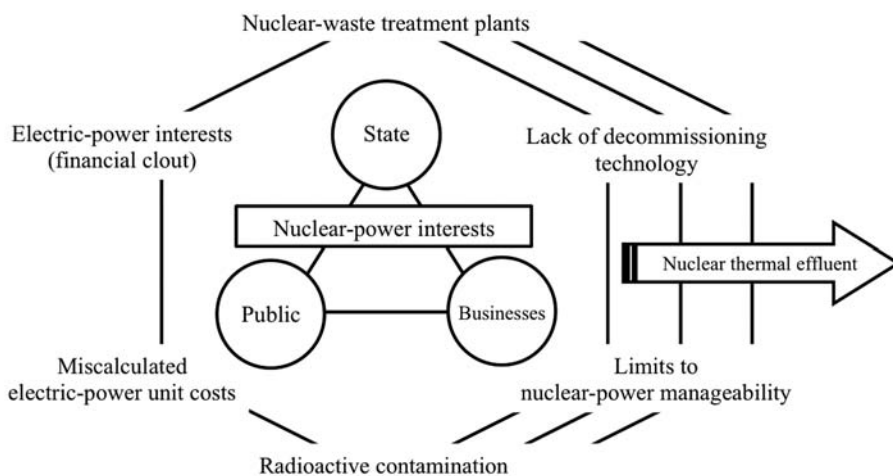 Nuclear-waste treatment plants
Electric-power interests
(financial clout)
State
Lack of decommissioning
technology
Nuclear-power interests
Nuclear thermal effluent
Public
Businesses
Miscalculated
electric-power unit costs
Limits to
nuclear-power manageability
Radioactive contamination